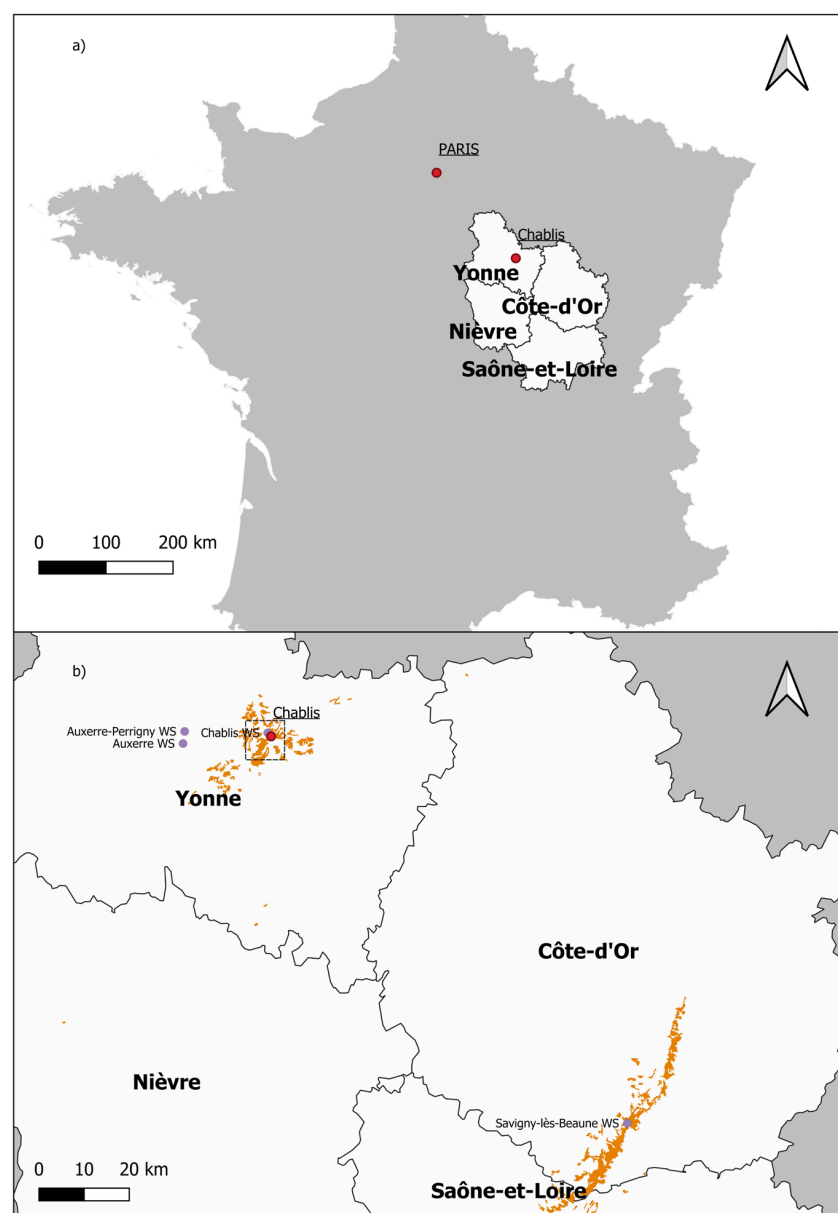 a)
PARIS
Chablis
Yonne
Côte-d'Or
Nièvre
Saône-et-Loire
0 100 200 km
b)
Chablis
Auxerre-Perrigny WS
Chablis WS
Auxerre WS
Yonne
Côte-d'Or
Nièvre
Savigny-lès-Beaune WS
0 10 20 km
Saône-et-Loire